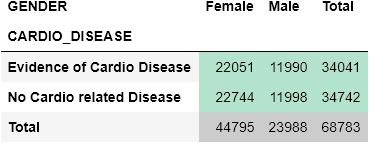 GENDER Female Male Total
CARDIO_DISEASE
Evidence of Cardio Disease 22051 11990 34041
No Cardio related Disease 22744 11998 34742
Total 44795 23988 68783